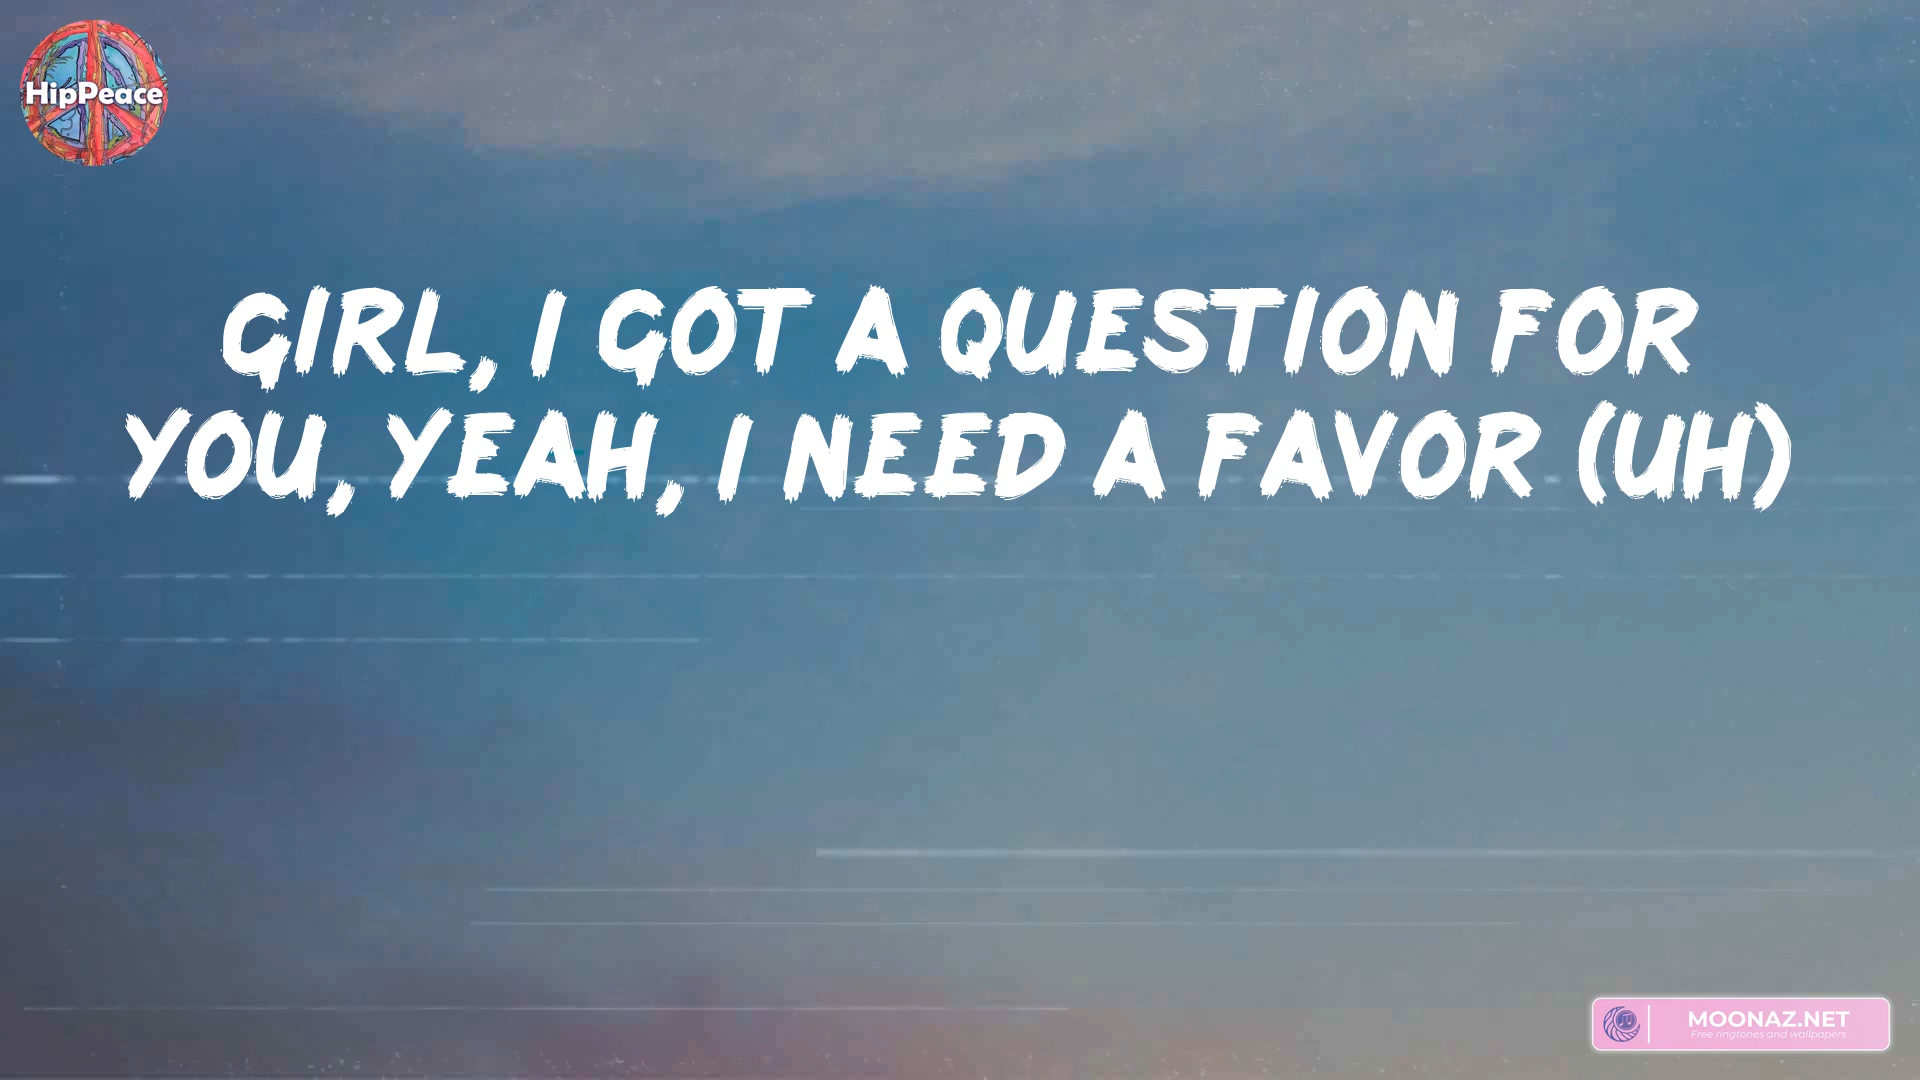 HipPeace
GIRL, I GOT A QUESTION FOR
YOU, YEAH, I NEED A FAVOR (UH)
MOONAZ.NET
Free ringtones and wallpapers